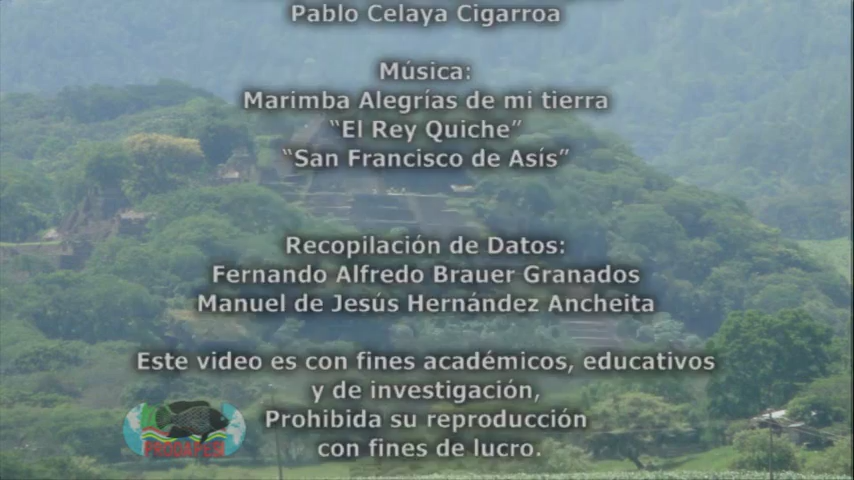 Pablo Celaya Cigarroa
Música:
Marimba Alegrías de mi tierra
“El Rey Quiche”
“San Francisco de Asís”
Recopilación de Datos:
Fernando Alfredo Brauer Granados
Manuel de Jesús Hernández Ancheita
Este video es con fines académicos, educativos
y de investigación,
Prohibida su reproducción
con fines de lucro.